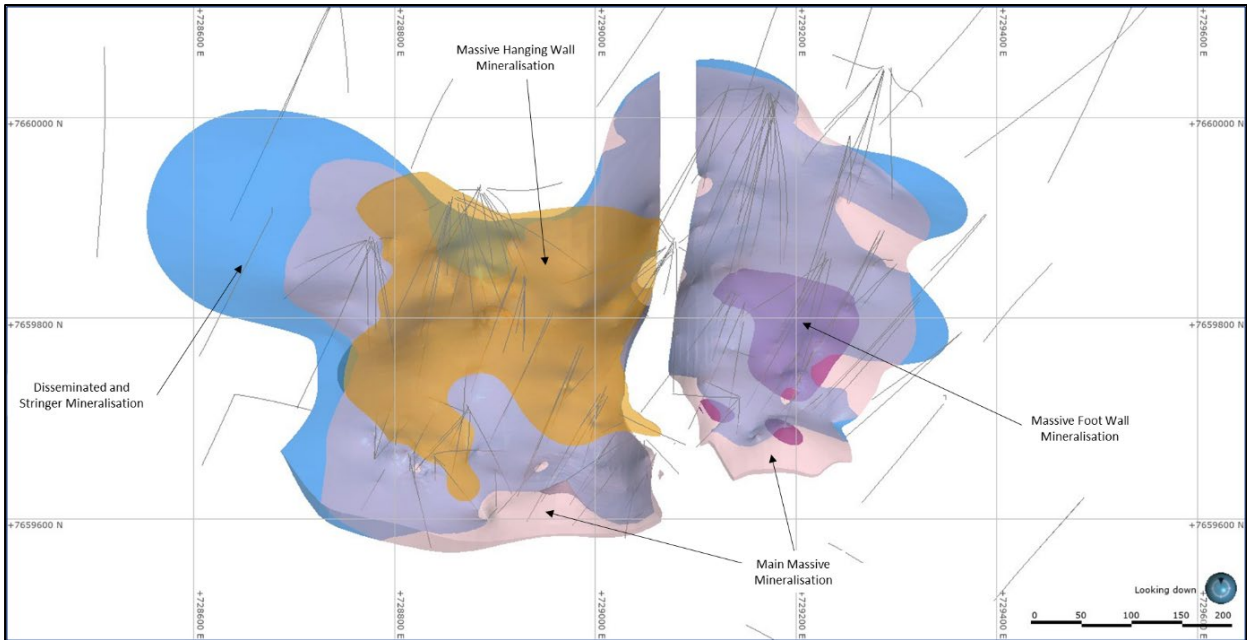 +728600 E
+728800 E
+729000 E
+729200 E
+729400 E
+729600 E
Massive Hanging Wall
Mineralisation
+7660000 N
+7660000 N
+7659800 N
+7659800 N
Disseminated and
Stringer Mineralisation
Massive Foot Wall
Mineralisation
+7659600 N
+7659600 N
Main Massive
Mineralisation
Looking down
+728600 E
+728800 E
+729000 E
+729200 E
+729400 E
+729600 E
0 50 100 150 200